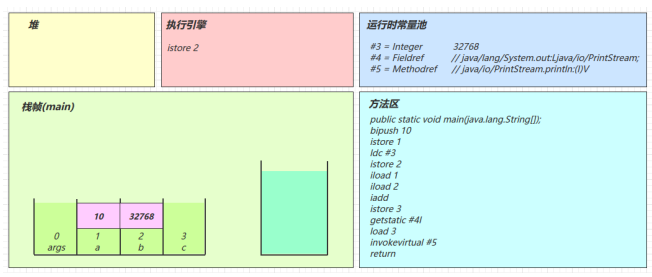 堆
执行引擎
istore 2
运行时常量池
#3 = Integer 32768
#4 = Fieldref // java/lang/System.out:Ljava/io/PrintStream;
#5 = Methodref // java/io/PrintStream.println:(I)V
栈帧(main)
10 32768
0 1 2 3
args a b c
方法区
public static void main(java.lang.String[]);
bipush 10
istore 1
ldc #3
istore 2
iload 1
iload 2
iadd
istore 3
getstatic #4I
load 3
invokevirtual #5
return